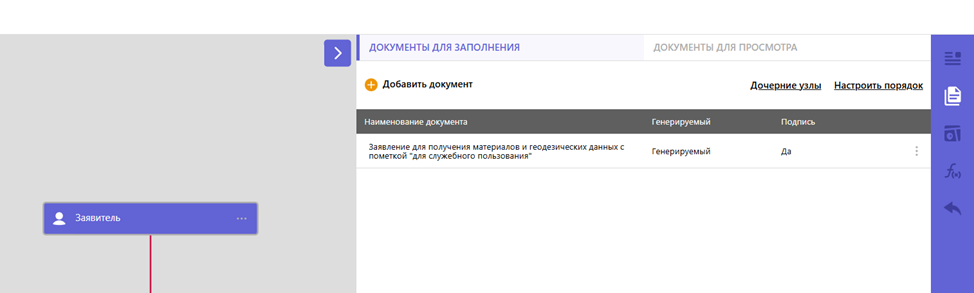 ДОКУМЕНТЫ ДЛЯ ЗАПОЛНЕНИЯ
ДОКУМЕНТЫ ДЛЯ ПРОСМОТРА
Добавить документ
Дочерние узлы
Настроить порядок
Наименование документа
Генерируемый
Подпись
Заявление для получения материалов и геодезических данных с
пометкой "для служебного пользования"
Генерируемый
Да
Заявитель
f(x)